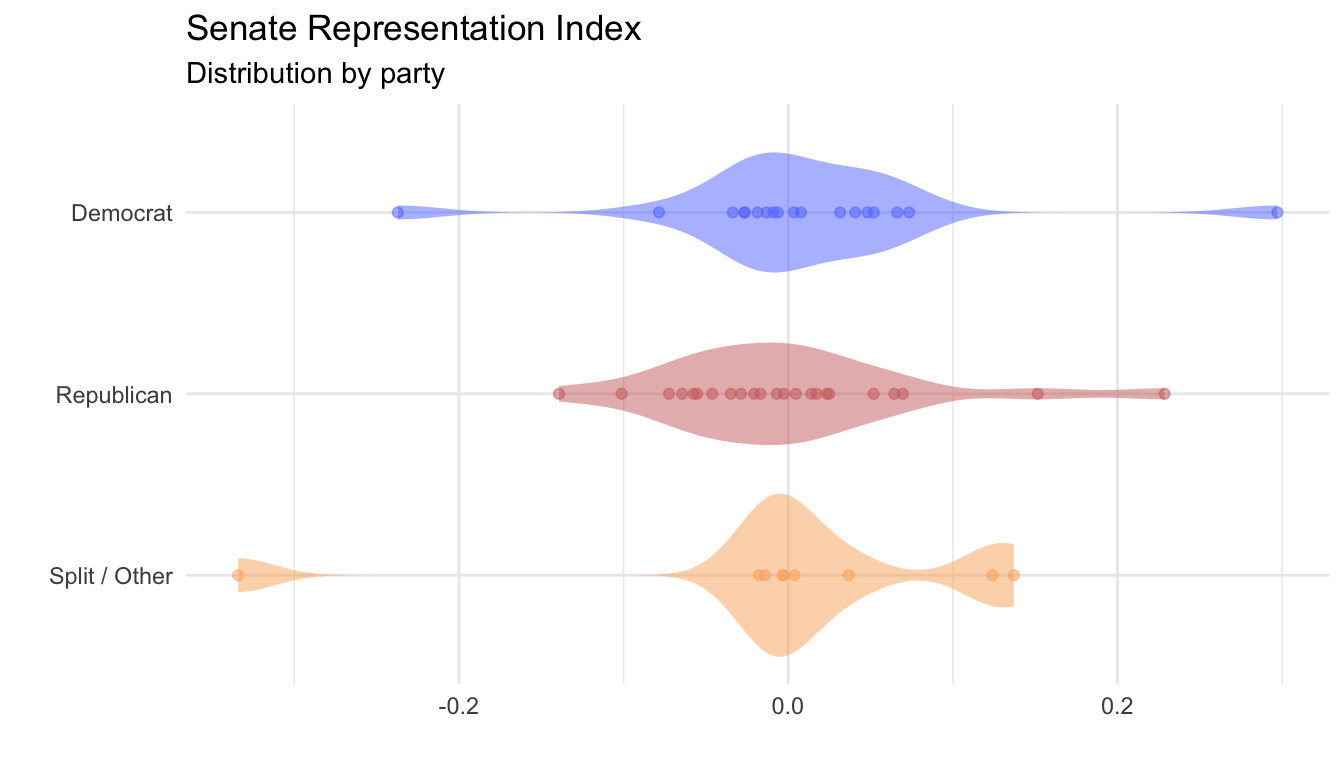 Senate Representation Index
Distribution by party
Democrat
Republican
Split / Other
-0.2 0.0 0.2